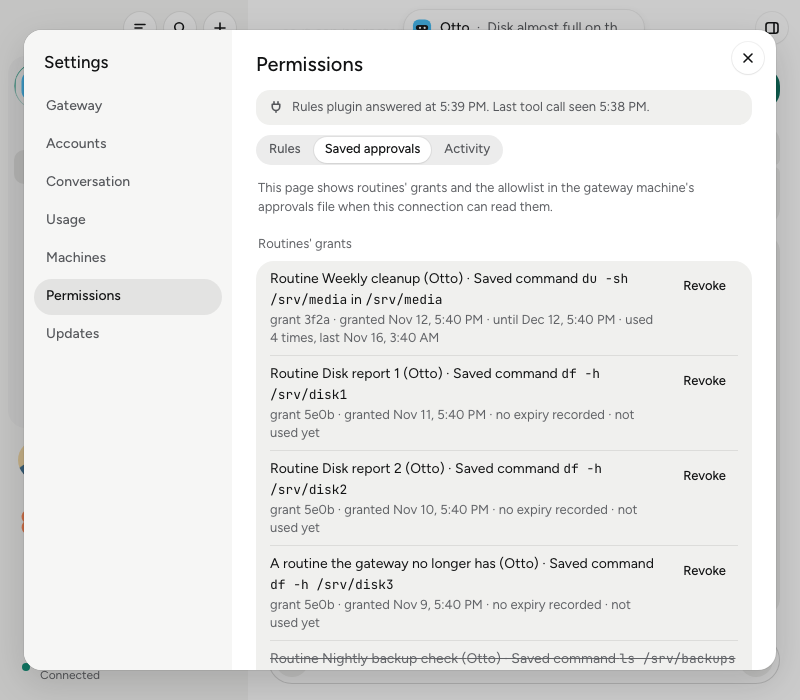 Otto · Disk almost full on th
Settings
Gateway
Accounts
Conversation
Usage
Machines
Permissions
Updates
Connected
Permissions
Rules plugin answered at 5:39 PM. Last tool call seen 5:38 PM.
Rules Saved approvals Activity
This page shows routines' grants and the allowlist in the gateway machine's
approvals file when this connection can read them.
Routines' grants
Routine Weekly cleanup (Otto) · Saved command du -sh
/srv/media in /srv/media
grant 3f2a · granted Nov 12, 5:40 PM · until Dec 12, 5:40 PM · used
4 times, last Nov 16, 3:40 AM
Revoke
Routine Disk report 1 (Otto) · Saved command df -h
/srv/disk1
grant 5e0b · granted Nov 11, 5:40 PM · no expiry recorded · not
used yet
Revoke
Routine Disk report 2 (Otto) · Saved command df -h
/srv/disk2
grant 5e0b · granted Nov 10, 5:40 PM · no expiry recorded · not
used yet
Revoke
A routine the gateway no longer has (Otto) · Saved command
df -h /srv/disk3
grant 5e0b · granted Nov 9, 5:40 PM · no expiry recorded · not
used yet
Revoke
Routine Nightly backup check (Otto) · Saved command ls /srv/backups